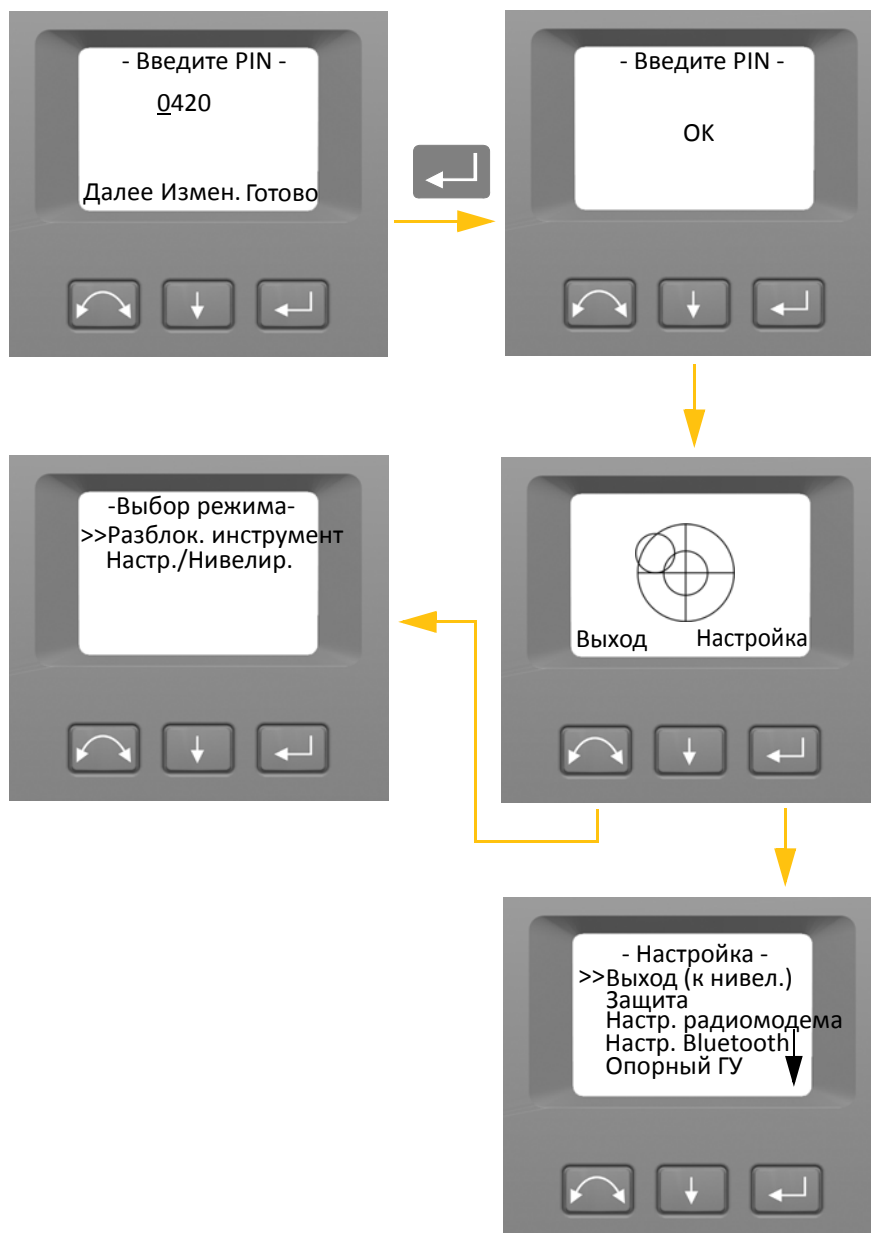 - Введите PIN -
0420
Далее Измен. Готово
- Введите PIN -
OK
-Выбор режима-
>>Разблок. инструмент
Настр./Нивелир.
Выход Настройка
- Настройка -
>>Выход (к нивел.)
Защита
Настр. радиомодема
Настр. Bluetooth
Опорный ГУ